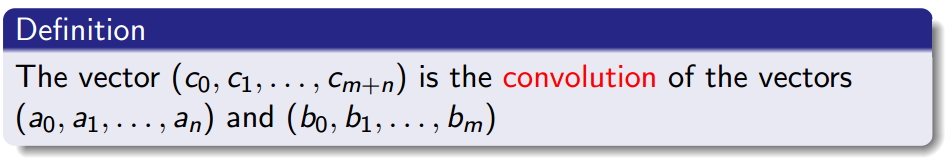 Definition
The vector (c₀, c₁, . . . , cₘ₊ₙ) is the convolution of the vectors
(a₀, a₁, . . . , aₙ) and (b₀, b₁, . . . , bₘ)